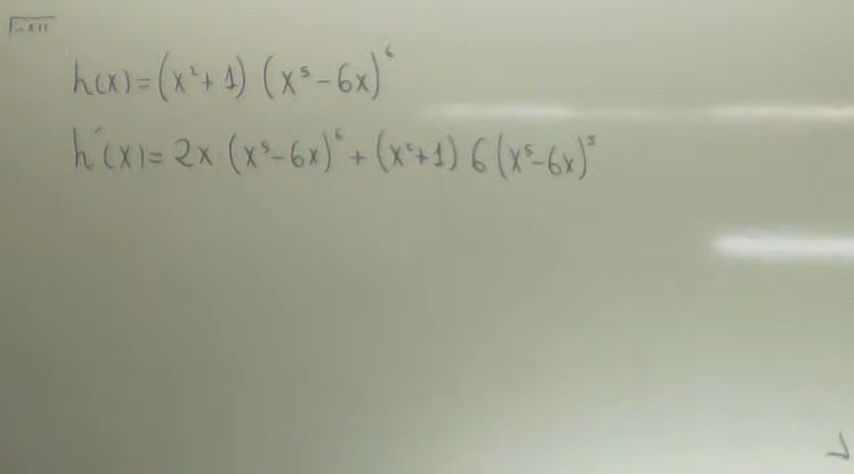 h(x)=(x²+1) (x⁵-6x)⁶
h´(x)= 2x (x⁵-6x)⁶ + (x²+1) 6(x⁵-6x)⁵